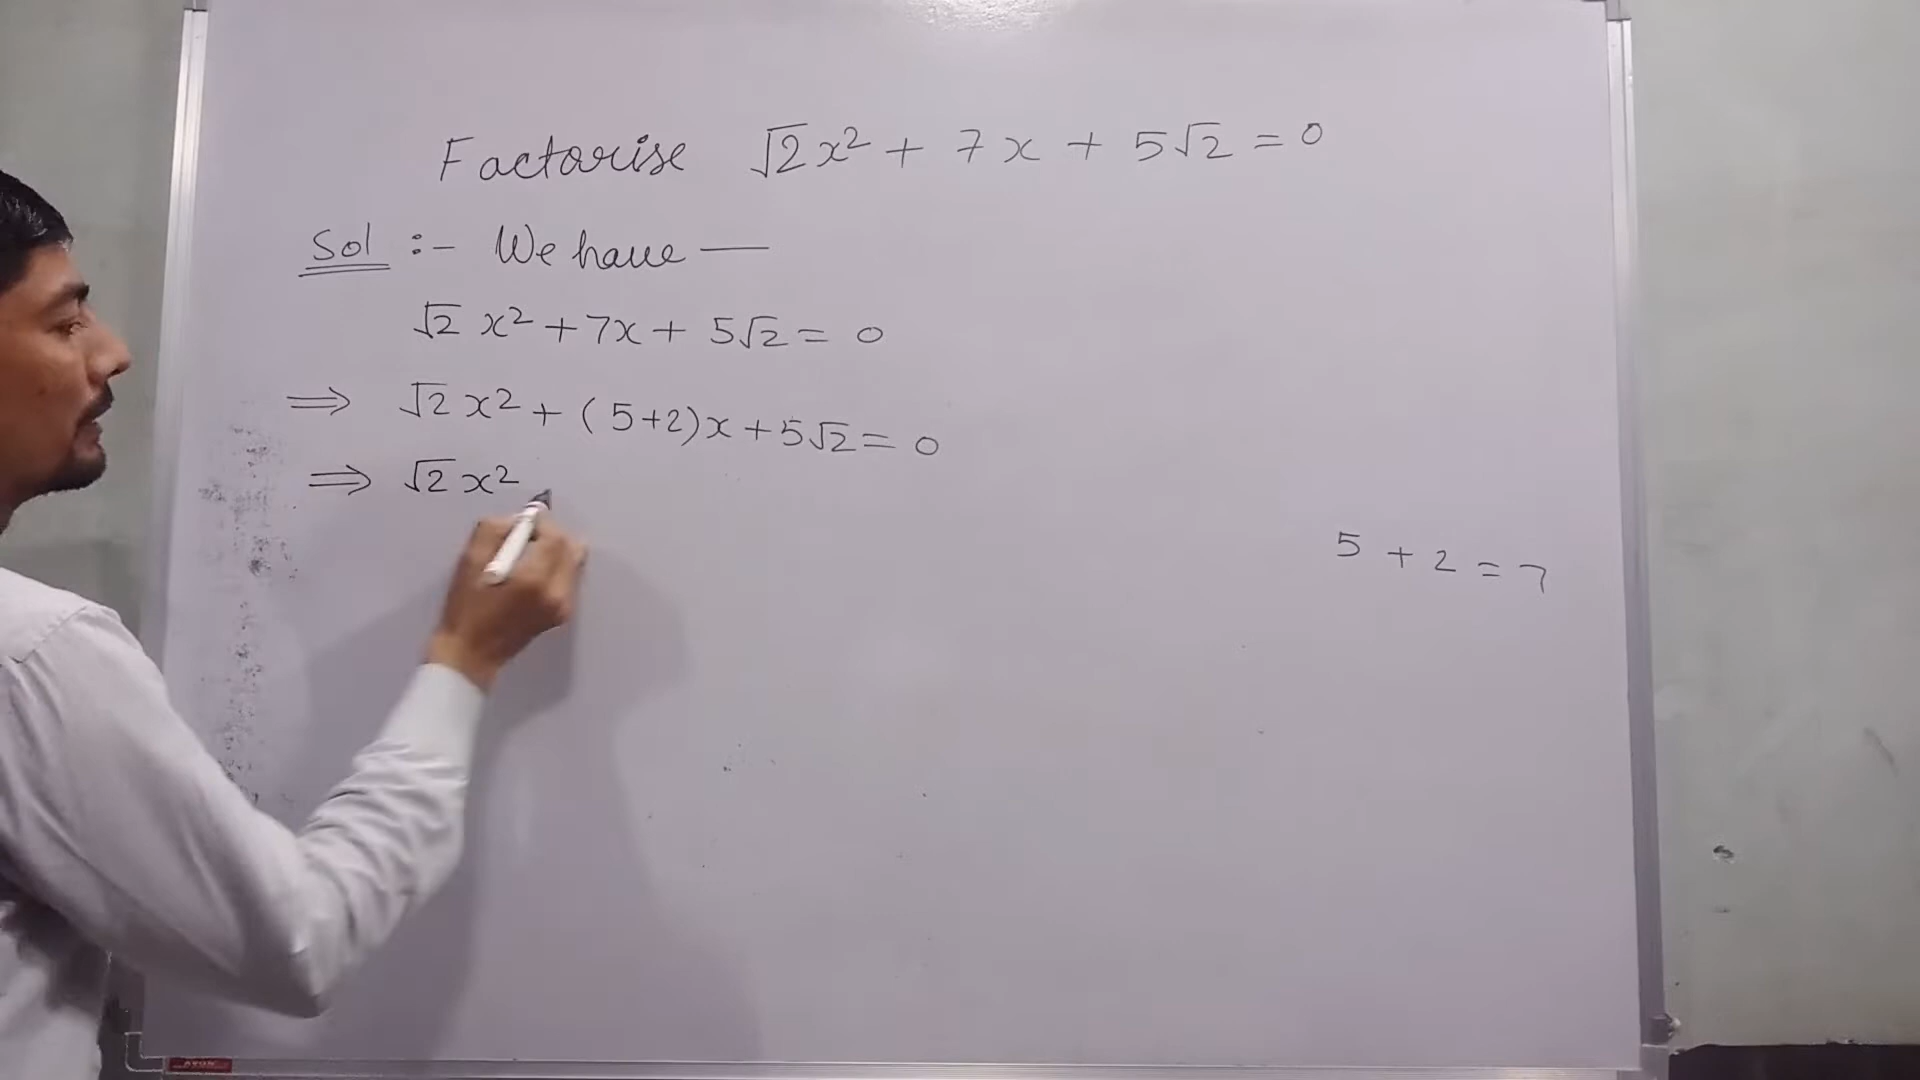 Factorise √2x² + 7x + 5√2 = 0
Sol :- We have —
√2 x² + 7x + 5√2 = 0
⇒ √2 x² + (5+2)x + 5√2 = 0
⇒ √2 x²
5 + 2 = 7